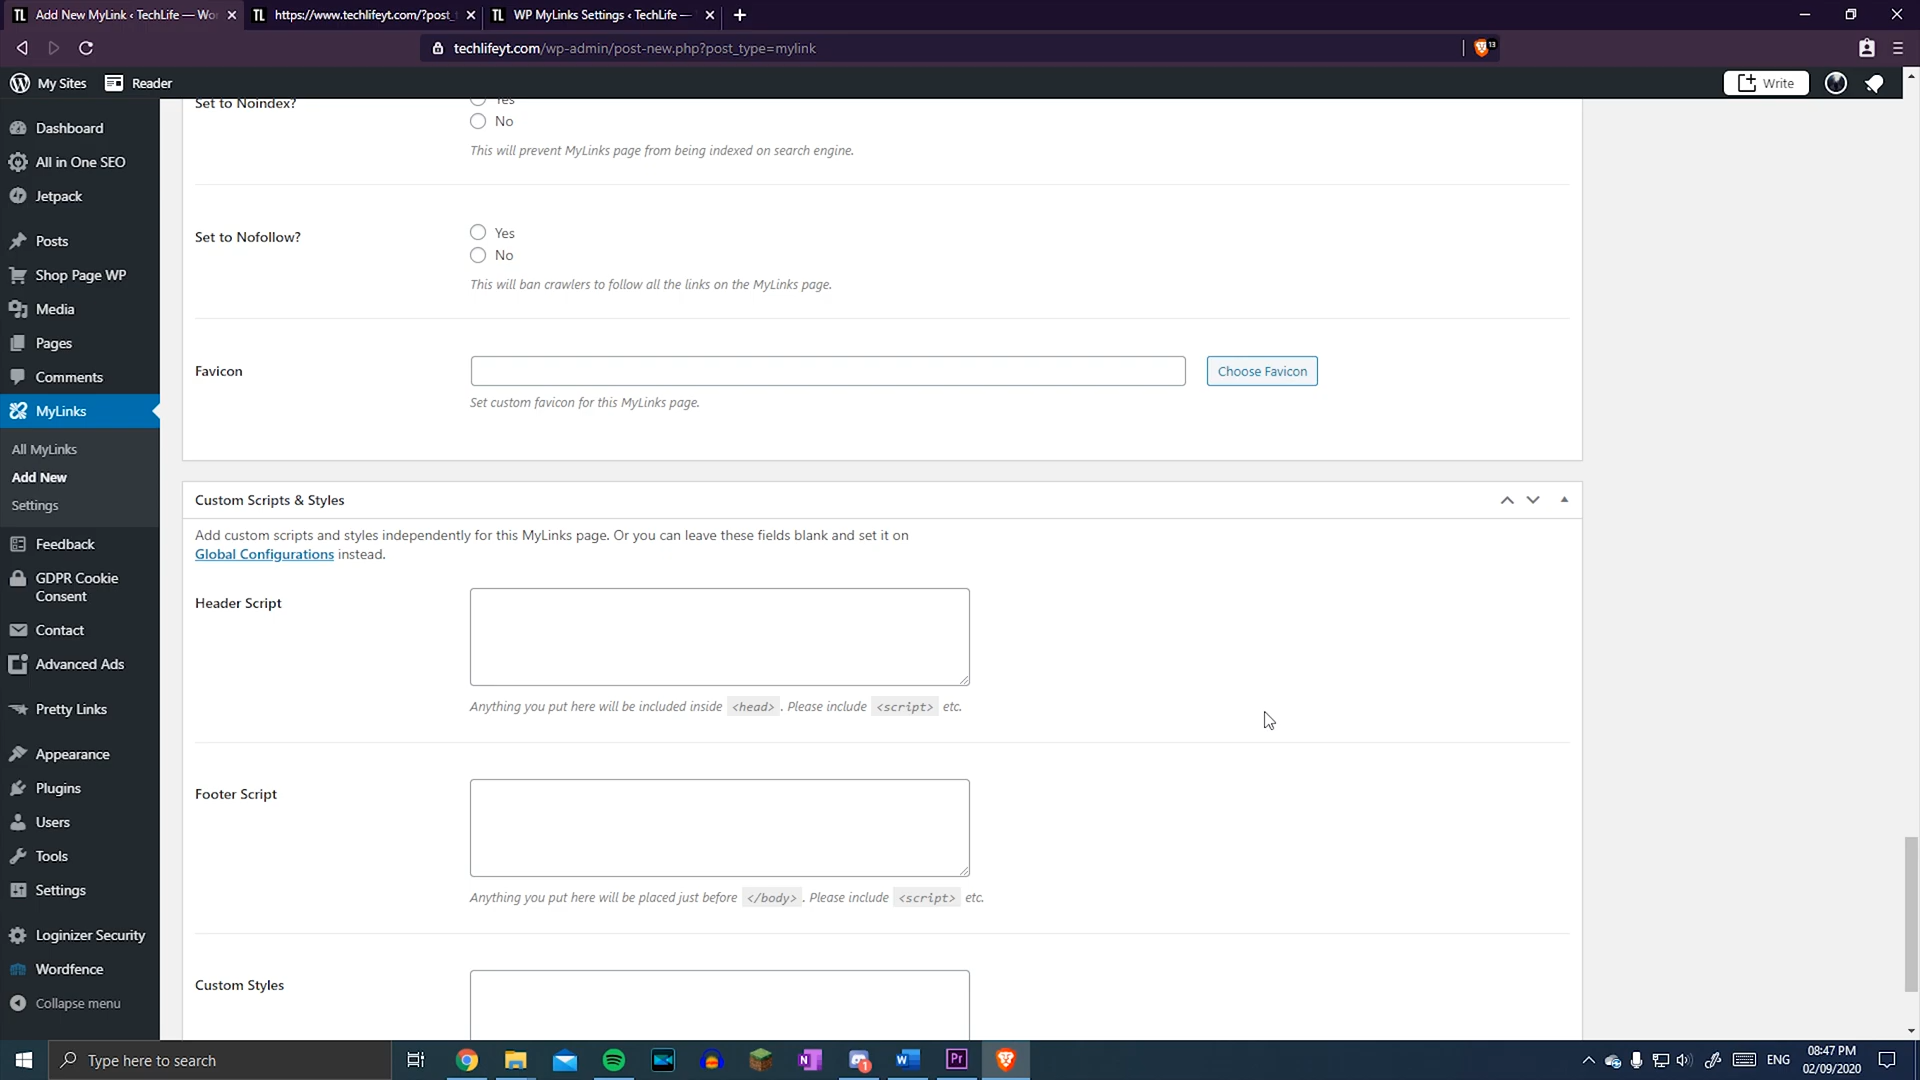 Add New MyLink ‹ TechLife — Wo
https://www.techlifeyt.com/?post_
WP MyLinks Settings ‹ TechLife —
techlifeyt.com/wp-admin/post-new.php?post_type=mylink
13
My Sites
Reader
Write
Dashboard
All in One SEO
Jetpack
Posts
Shop Page WP
Media
Pages
Comments
MyLinks
All MyLinks
Add New
Settings
Feedback
GDPR Cookie
Consent
Contact
Advanced Ads
Pretty Links
Appearance
Plugins
Users
Tools
Settings
Loginizer Security
Wordfence
Collapse menu
Set to Noindex?
Yes
No
This will prevent MyLinks page from being indexed on search engine.
Set to Nofollow?
Yes
No
This will ban crawlers to follow all the links on the MyLinks page.
Favicon
Choose Favicon
Set custom favicon for this MyLinks page.
Custom Scripts & Styles
Add custom scripts and styles independently for this MyLinks page. Or you can leave these fields blank and set it on
Global Configurations instead.
Header Script
Anything you put here will be included inside <head> . Please include <script> etc.
Footer Script
Anything you put here will be placed just before </body> . Please include <script> etc.
Custom Styles
Type here to search
ENG
08:47 PM
02/09/2020